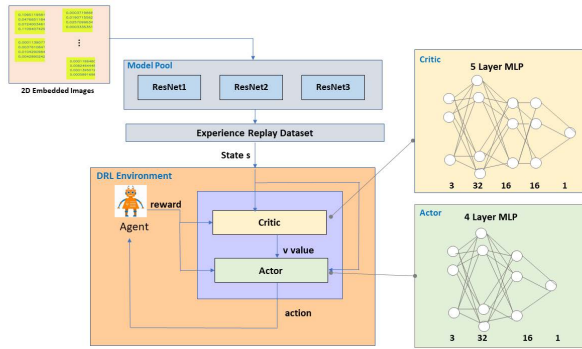 2D Embedded Images
Model Pool
ResNet1 ResNet2 ResNet3
Experience Replay Dataset
State s
DRL Environment
reward
Agent
Critic
v value
Actor
action
Critic
5 Layer MLP
3 32 16 16 1
Actor
4 Layer MLP
3 32 16 1